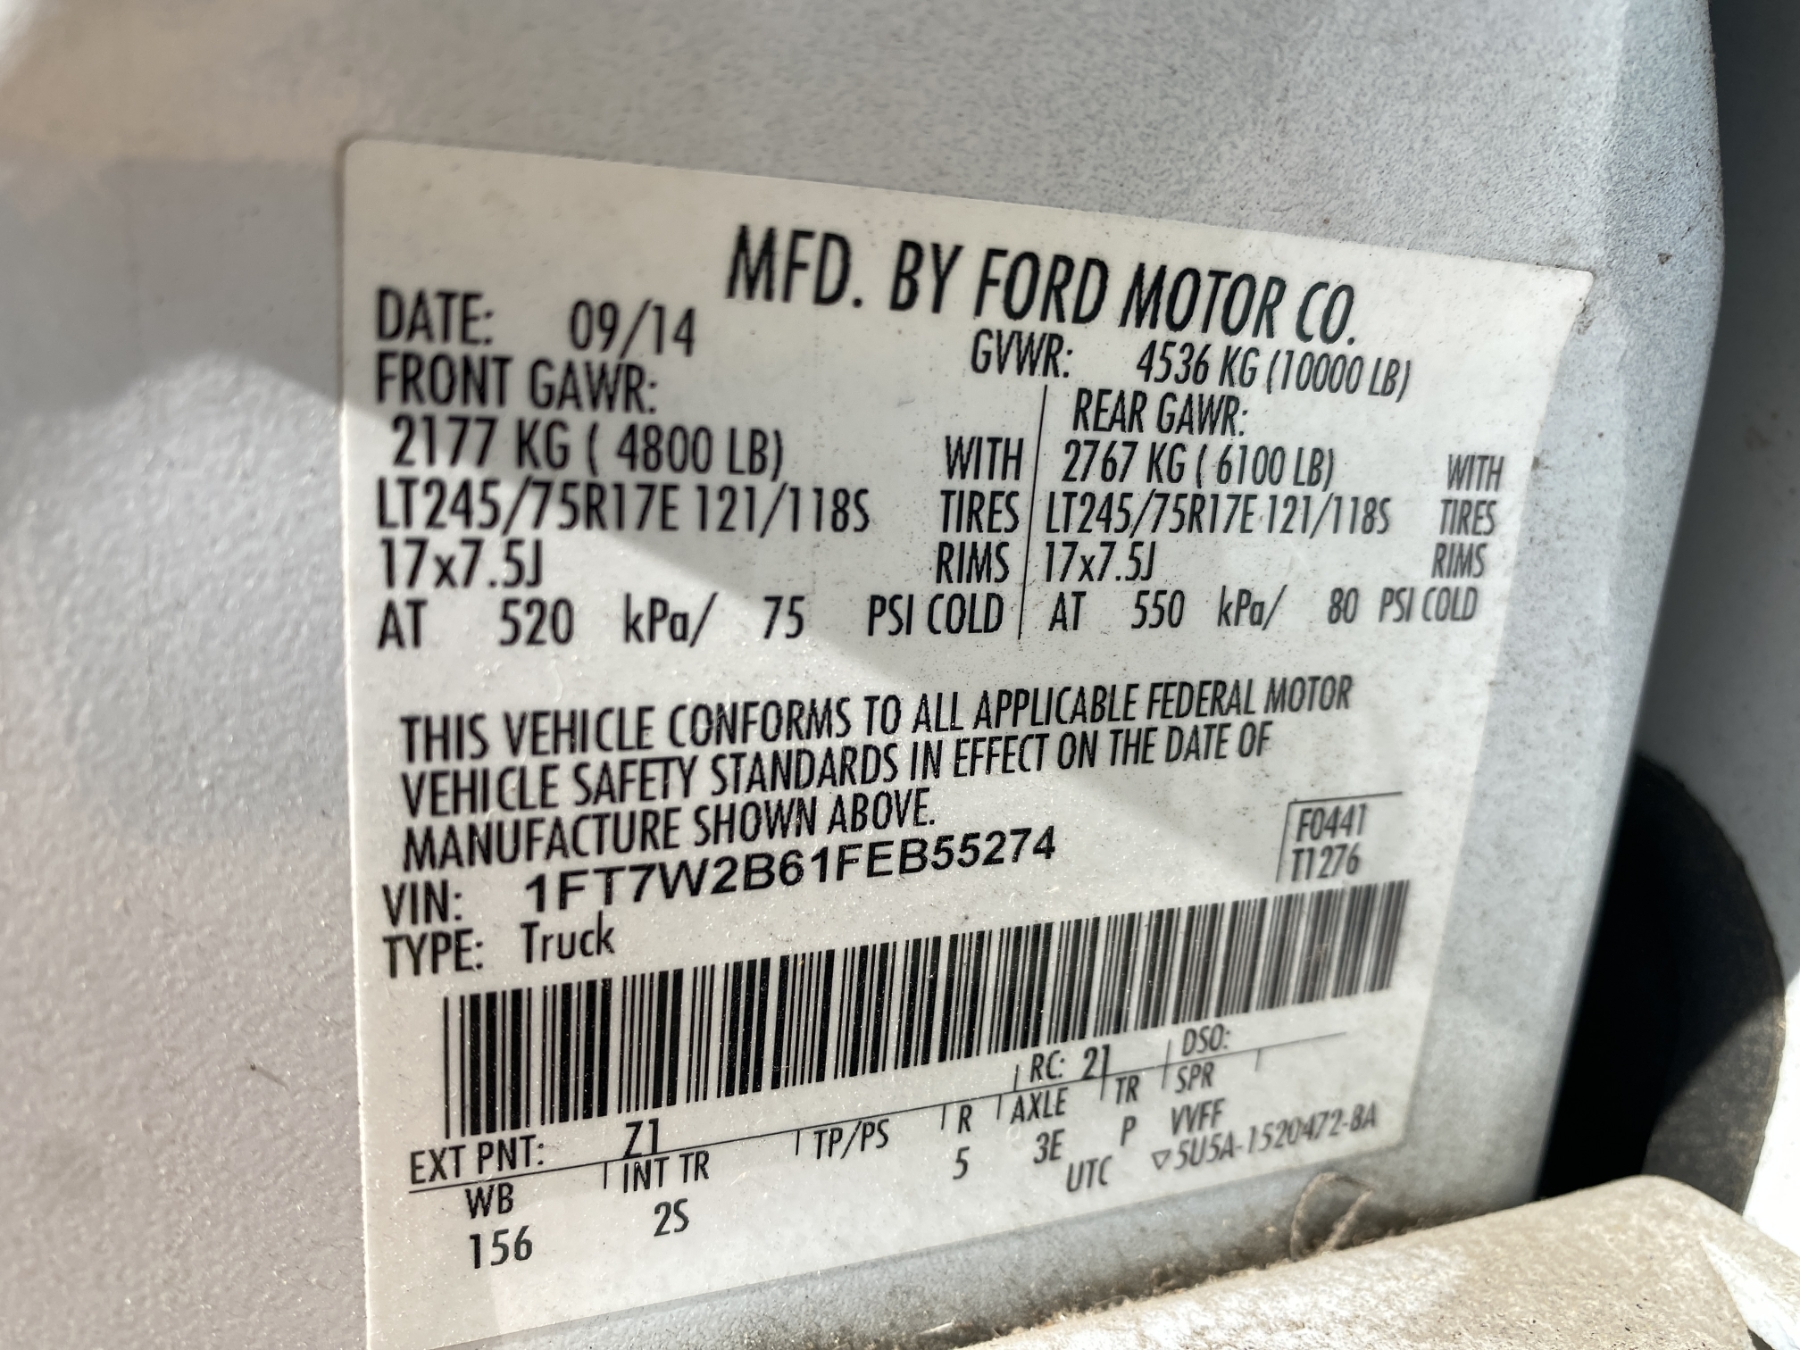 MFD. BY FORD MOTOR CO.
DATE: 09/14
GVWR: 4536 KG (10000 LB)
FRONT GAWR:
2177 KG ( 4800 LB) WITH
LT245/75R17E 121/118S TIRES
17x7.5J RIMS
AT 520 kPa/ 75 PSI COLD
REAR GAWR:
2767 KG ( 6100 LB) WITH
LT245/75R17E 121/118S TIRES
17x7.5J RIMS
AT 550 kPa/ 80 PSI COLD
THIS VEHICLE CONFORMS TO ALL APPLICABLE FEDERAL MOTOR
VEHICLE SAFETY STANDARDS IN EFFECT ON THE DATE OF
MANUFACTURE SHOWN ABOVE.
VIN: 1FT7W2B61FEB55274
TYPE: Truck
F0441
T1276
EXT PNT: Z1 RC: 21 DSO:
WB INT TR TP/PS R AXLE TR SPR
156 2S 5 3E P VVFF
UTC ▽5U5A-1520472-BA